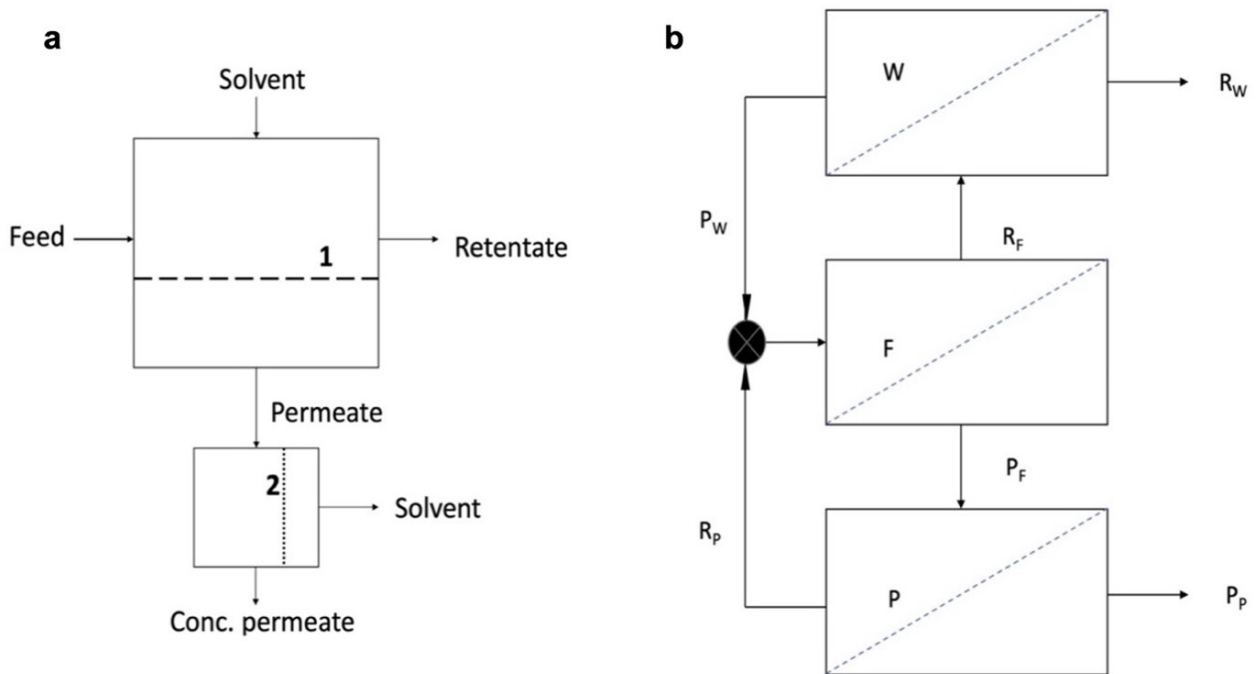 a
Solvent
Feed
1
Retentate
Permeate
2
Solvent
Conc. permeate
b
W
R_W
P_W
R_F
F
P_F
R_P
P
P_P